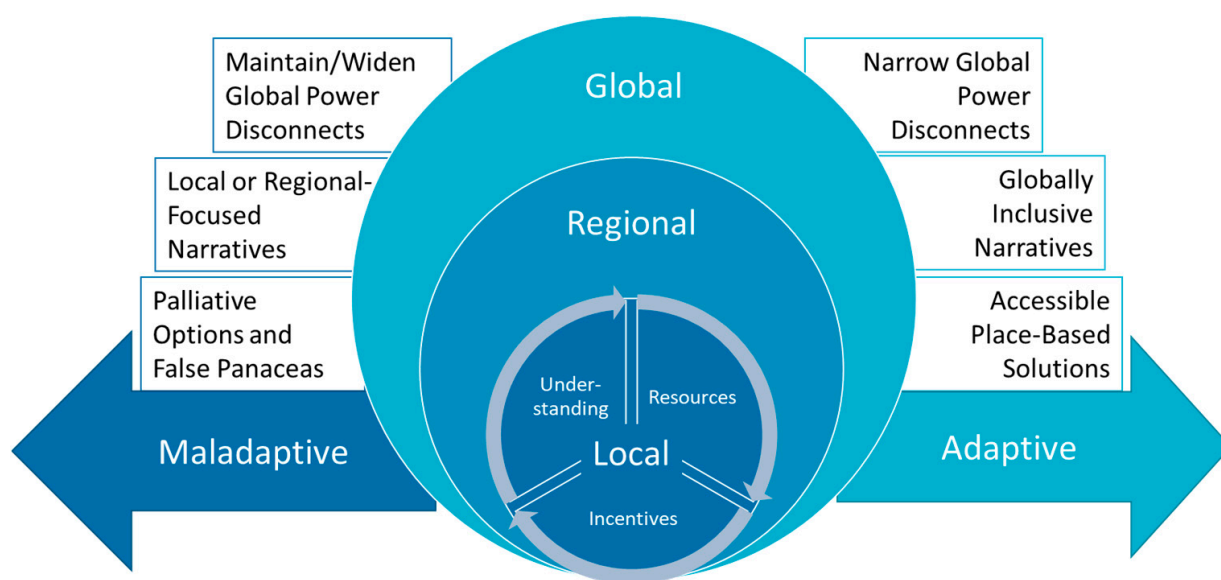 Maintain/Widen
Global Power
Disconnects
Local or Regional-
Focused
Narratives
Palliative
Options and
False Panaceas
Maladaptive
Global
Regional
Under-
standing
Resources
Local
Incentives
Narrow Global
Power
Disconnects
Globally
Inclusive
Narratives
Accessible
Place-Based
Solutions
Adaptive